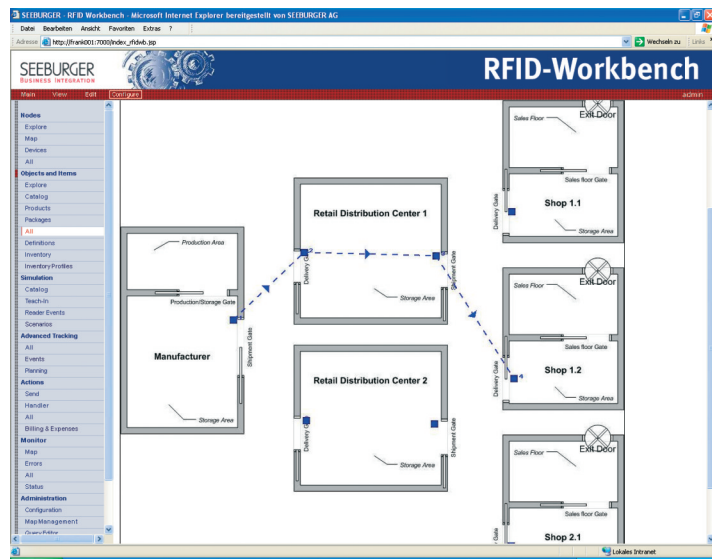 SEEBURGER - RFID Workbench - Microsoft Internet Explorer bereitgestellt von SEEBURGER AG
Datei Bearbeiten Ansicht Favoriten Extras ?
Adresse http://frank001:7000/index_rfidwb.jsp Wechseln zu Links
SEEBURGER
BUSINESS INTEGRATION
RFID-Workbench
Main View Edit Configure admin
Nodes
Explore
Map
Devices
All
Objects and Items
Explore
Catalog
Products
Packages
All
Definitions
Inventory
Inventory Profiles
Simulation
Catalog
Teach-In
Reader Events
Scenarios
Advanced Tracking
All
Events
Planning
Actions
Send
Handler
All
Billing & Expenses
Monitor
Map
Errors
All
Status
Administration
Configuration
Map Management
Query Editor
Production Area
Production/Storage Gate
Manufacturer
Shipment Gate
Storage Area
Retail Distribution Center 1
Delivery Gate
2
Shipment Gate
Storage Area
Retail Distribution Center 2
Delivery Gate
Shipment Gate
Storage Area
Sales Floor
Exit Door
Sales floor Gate
Delivery Gate
Shop 1.1
Storage Area
Sales Floor
Exit Door
Sales floor Gate
Delivery Gate
Shop 1.2
4
Storage Area
Sales Floor
Exit Door
Sales floor Gate
Shop 2.1
Lokales Intranet